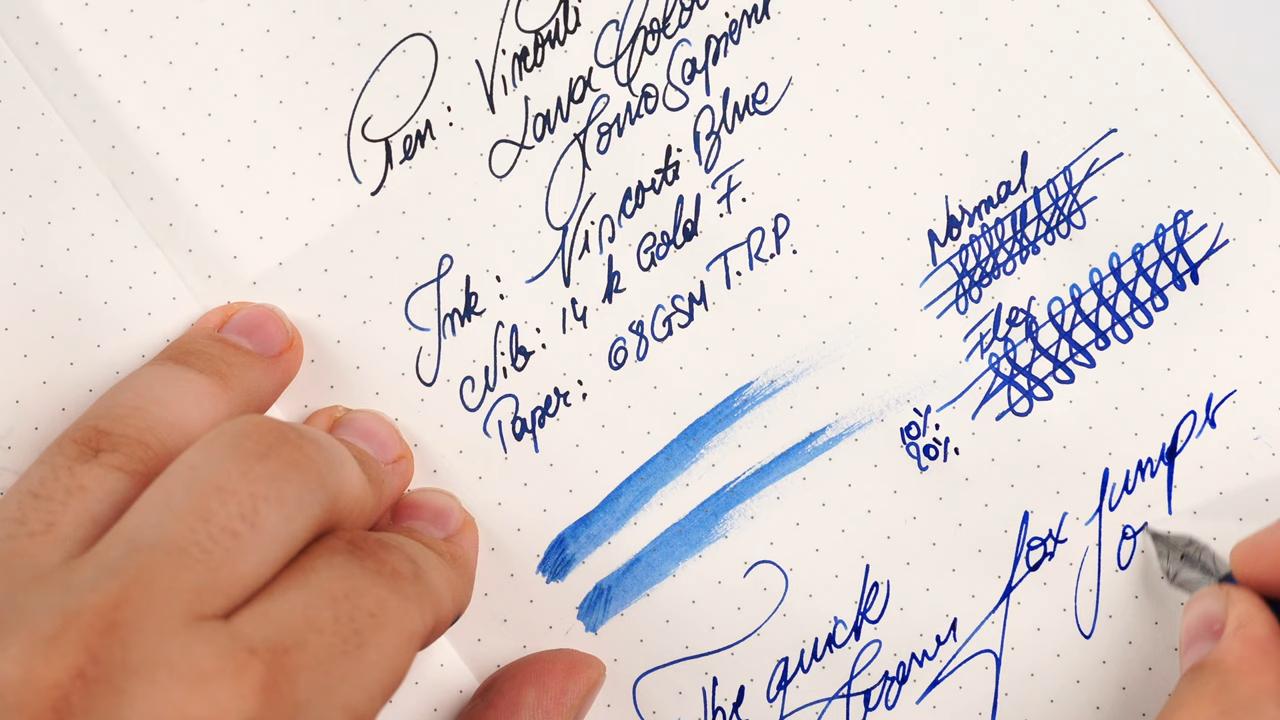 Pen: Visconti
Lava Color
Homo Sapiens
Ink: Visconti Blue
Nib: 14 k Gold F.
Paper: 68GSM T.R.P.
Normal
Flex
10%.
20%.
The quick
brown fox jumps
o